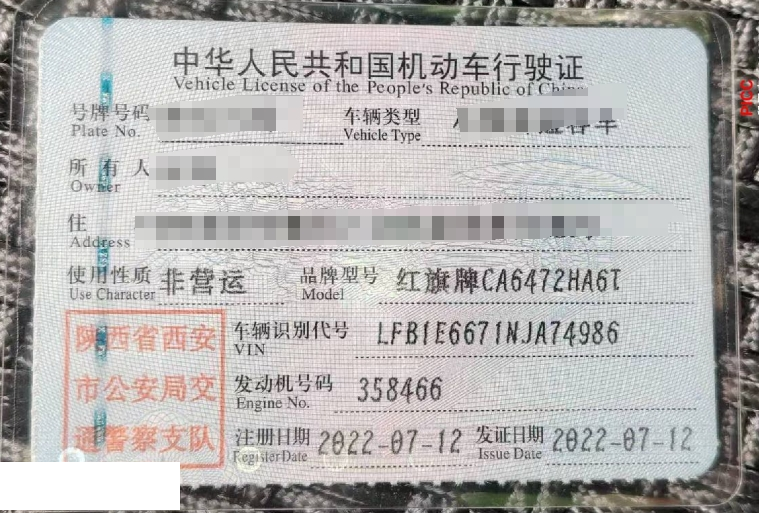 中华人民共和国机动车行驶证
Vehicle License of the People's Republic of China
号牌号码
Plate No.
车辆类型
Vehicle Type
所有人
Owner
住
Address
使用性质 非营运
Use Character
品牌型号 红旗牌CA6472HA6T
Model
陕西省西安
市公安局交
通警察支队
车辆识别代号 LFB1E6671NJA74986
VIN
发动机号码 358466
Engine No.
注册日期 2022-07-12
Register Date
发证日期 2022-07-12
Issue Date
PICC